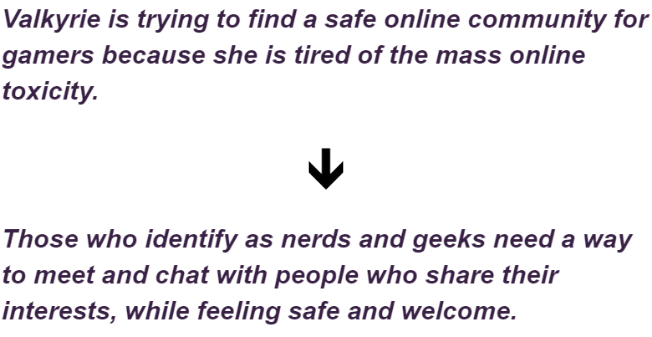 Valkyrie is trying to find a safe online community for
gamers because she is tired of the mass online
toxicity.
Those who identify as nerds and geeks need a way
to meet and chat with people who share their
interests, while feeling safe and welcome.